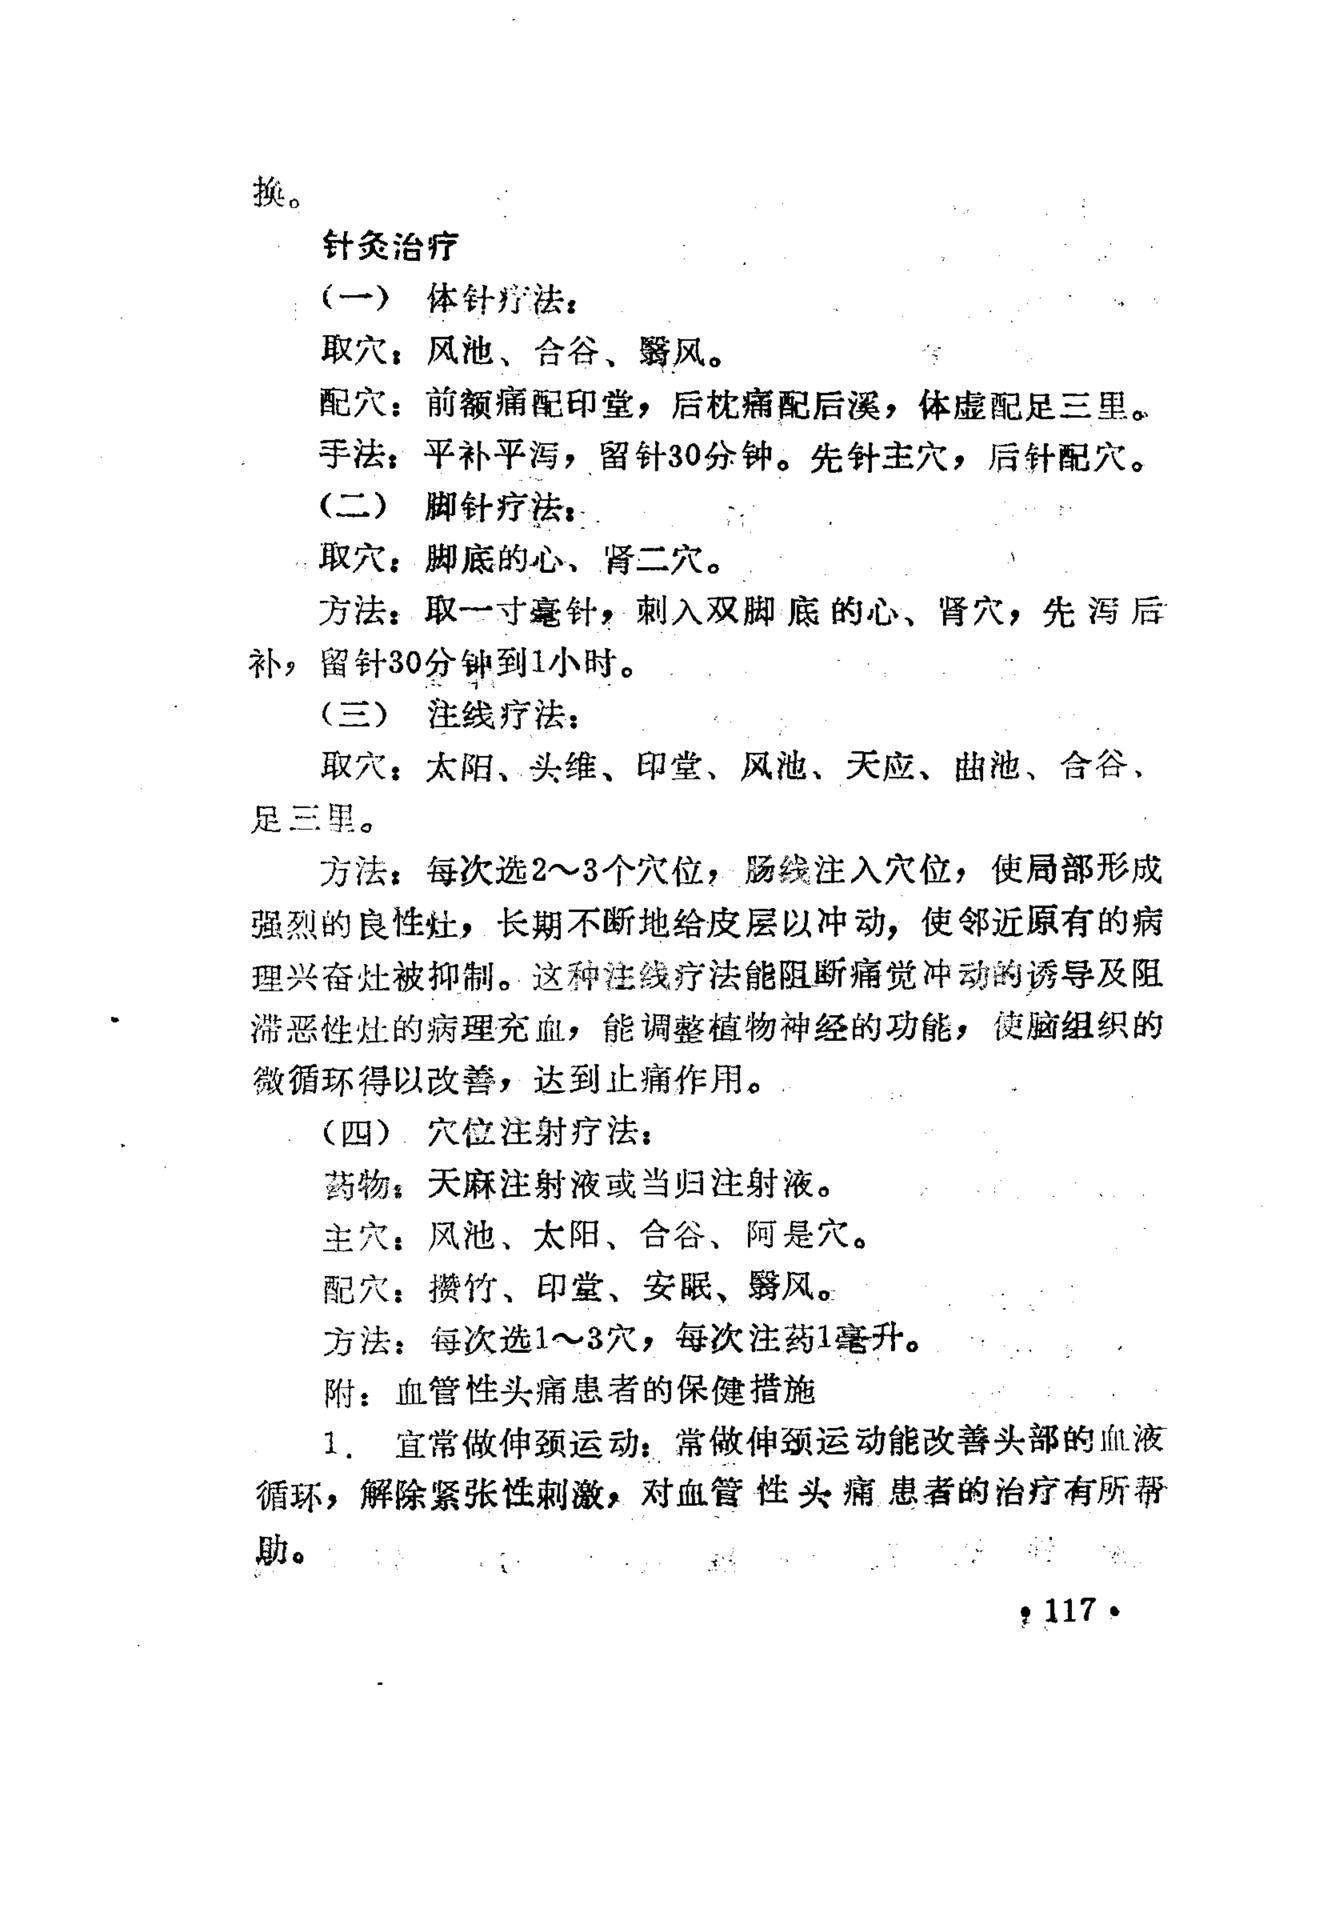 换。
针灸治疗
（一） 体针疗法：
取穴：风池、合谷、翳风。
配穴：前额痛配印堂，后枕痛配后溪，体虚配足三里。
手法：平补平泻，留针30分钟。先针主穴，后针配穴。
（二） 脚针疗法：
取穴：脚底的心、肾二穴。
方法：取一寸毫针，刺入双脚底的心、肾穴，先泻后
补，留针30分钟到1小时。
（三） 注线疗法：
取穴：太阳、头维、印堂、风池、天应、曲池、合谷、
足三里。
方法：每次选2～3个穴位，肠线注入穴位，使局部形成
强烈的良性灶，长期不断地给皮层以冲动，使邻近原有的病
理兴奋灶被抑制。这种注线疗法能阻断痛觉冲动的诱导及阻
滞恶性灶的病理充血，能调整植物神经的功能，使脑组织的
微循环得以改善，达到止痛作用。
（四） 穴位注射疗法：
药物：天麻注射液或当归注射液。
主穴：风池、太阳、合谷、阿是穴。
配穴：攒竹、印堂、安眠、翳风。
方法：每次选1～3穴，每次注药1毫升。
附：血管性头痛患者的保健措施
1． 宜常做伸颈运动：常做伸颈运动能改善头部的血液
循环，解除紧张性刺激，对血管性头痛患者的治疗有所帮
助。
• 117 •